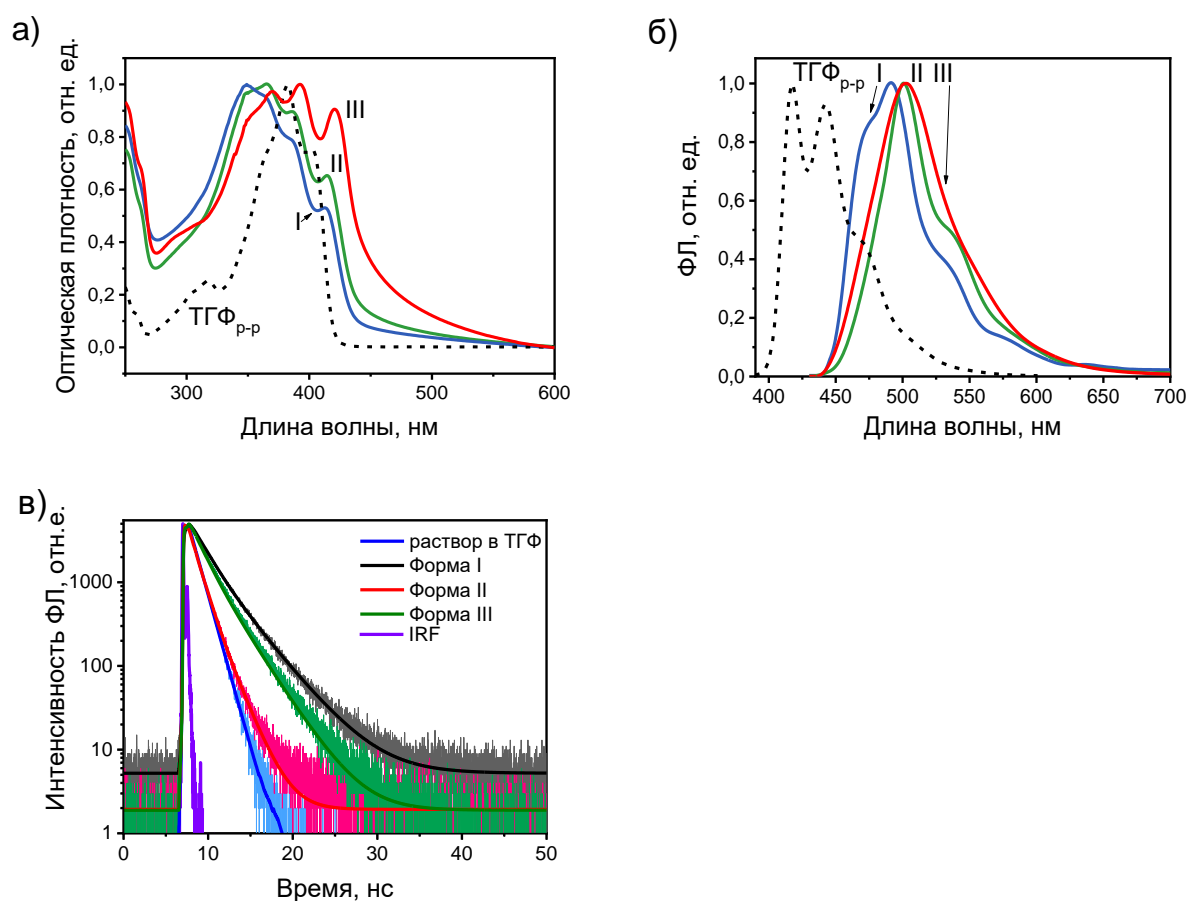 а)
Оптическая плотность, отн. ед.
1,0
0,8
0,6
0,4
0,2
0,0
III
II
I
ТГФр-р
300
400
500
600
Длина волны, нм
б)
ФЛ, отн. ед.
1,0
0,8
0,6
0,4
0,2
0,0
ТГФр-р
I
II
III
390
400
450
500
550
600
650
700
Длина волны, нм
в)
Интенсивность ФЛ, отн.е.
1000
100
10
1
раствор в ТГФ
Форма I
Форма II
Форма III
IRF
0
10
20
30
40
50
Время, нс